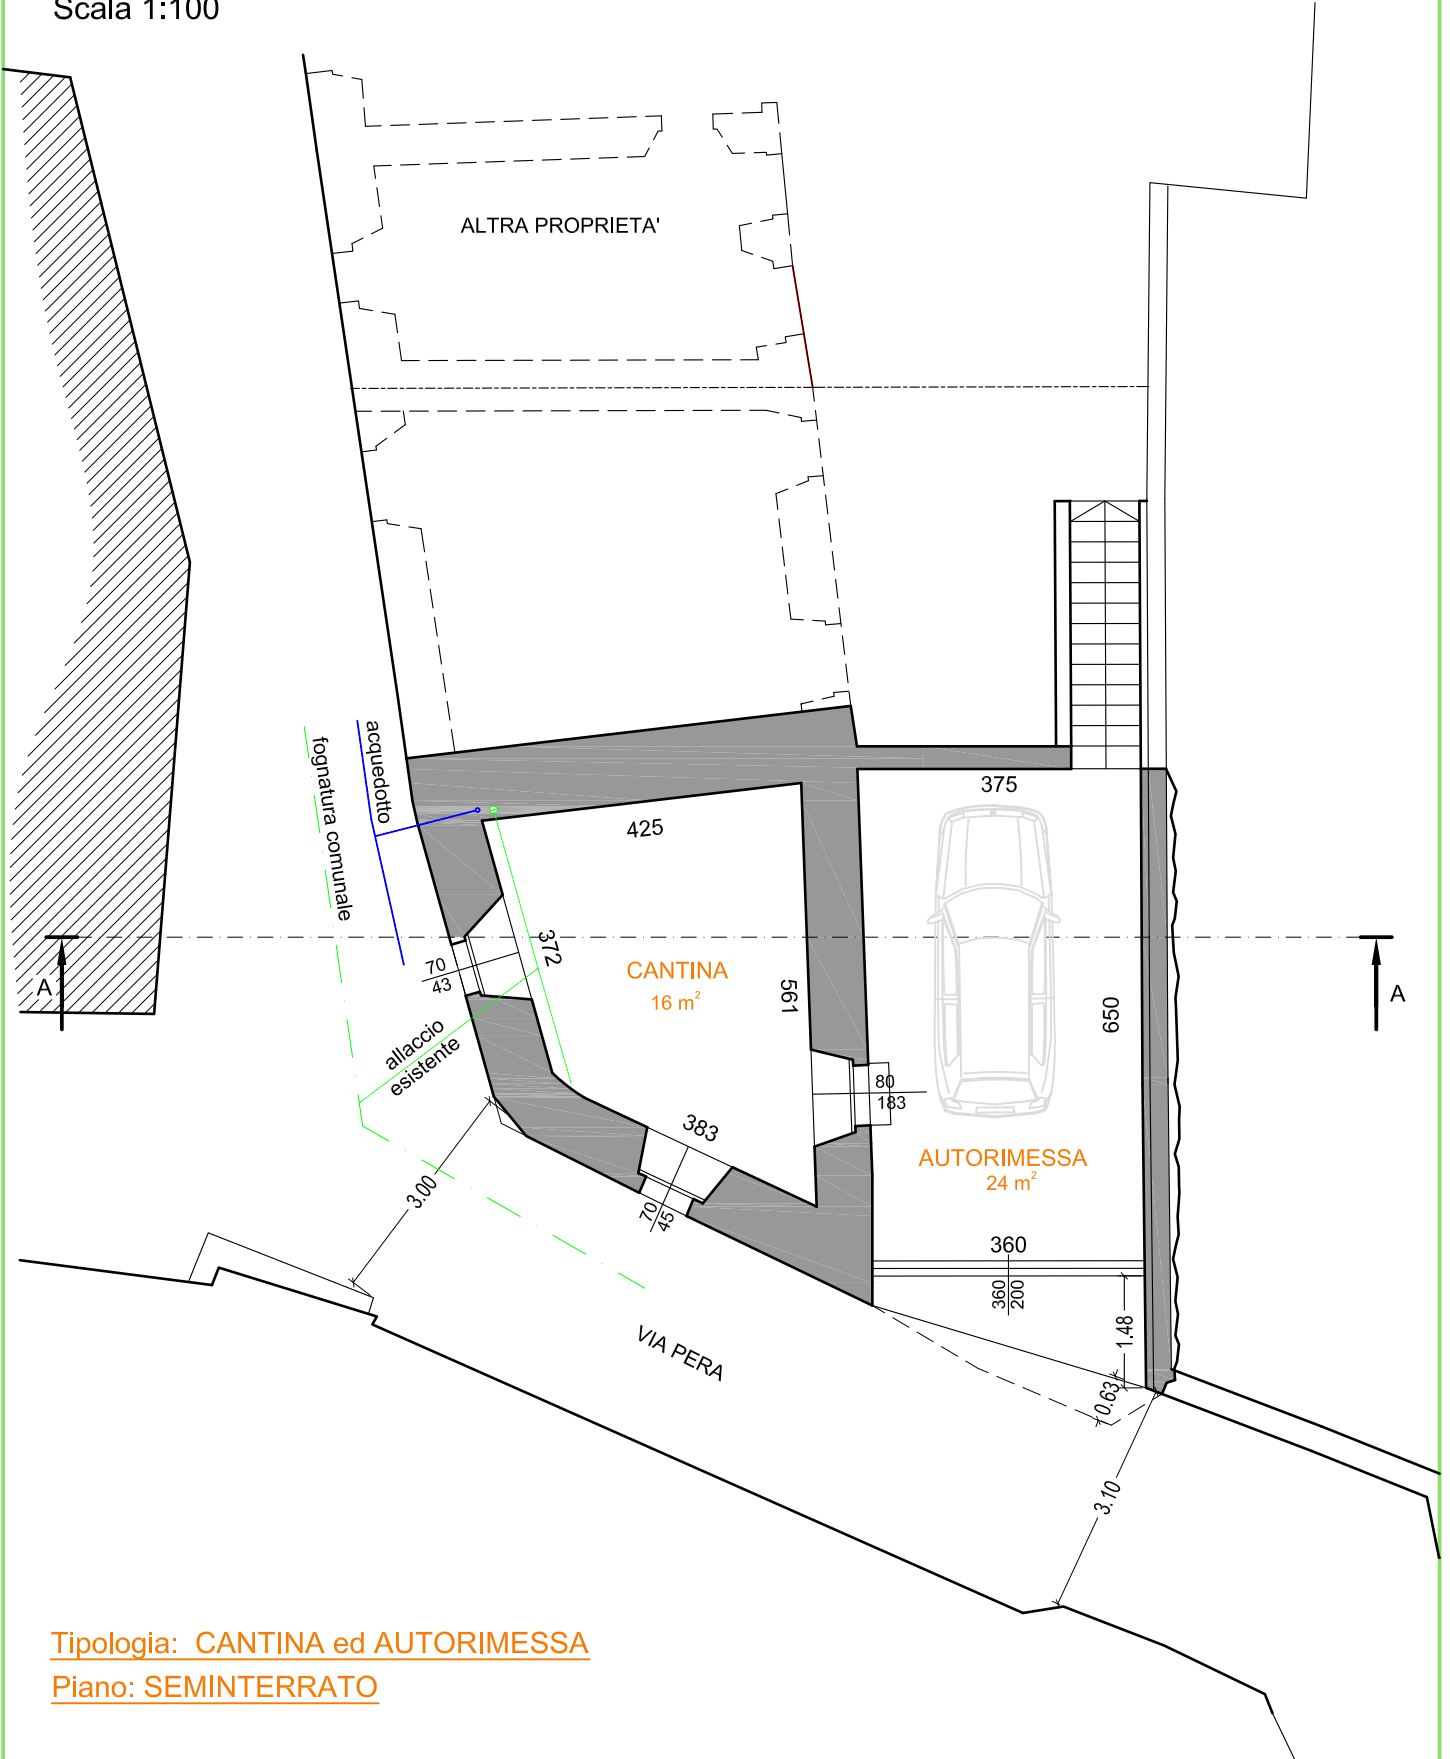 Scala 1:100
ALTRA PROPRIETA'
acquedotto
fognatura comunale
375
425
372
CANTINA
16 m²
561
650
A
A
70
43
allaccio
esistente
80
183
383
AUTORIMESSA
24 m²
3.00
70
45
360
360
200
1.48
0.63
VIA PERA
3.10
Tipologia: CANTINA ed AUTORIMESSA
Piano: SEMINTERRATO